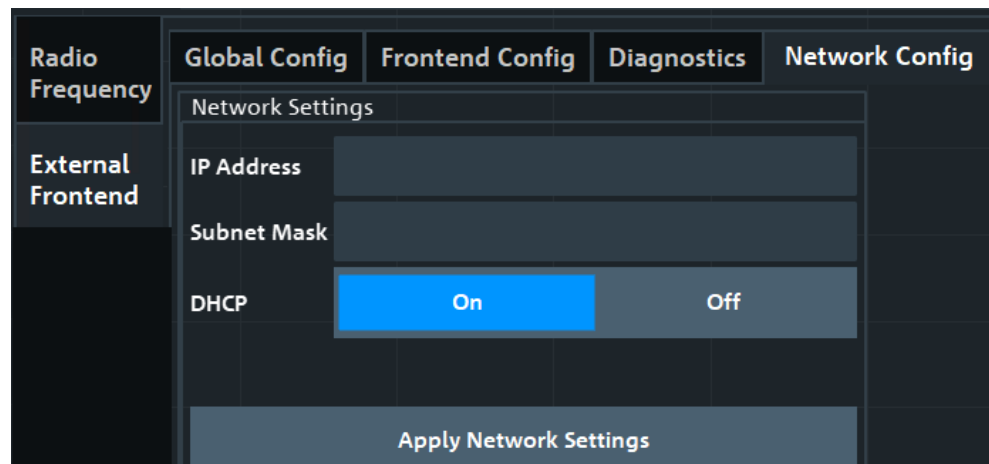 Radio
Frequency
External
Frontend
Global Config Frontend Config Diagnostics Network Config
Network Settings
IP Address
Subnet Mask
DHCP On Off
Apply Network Settings